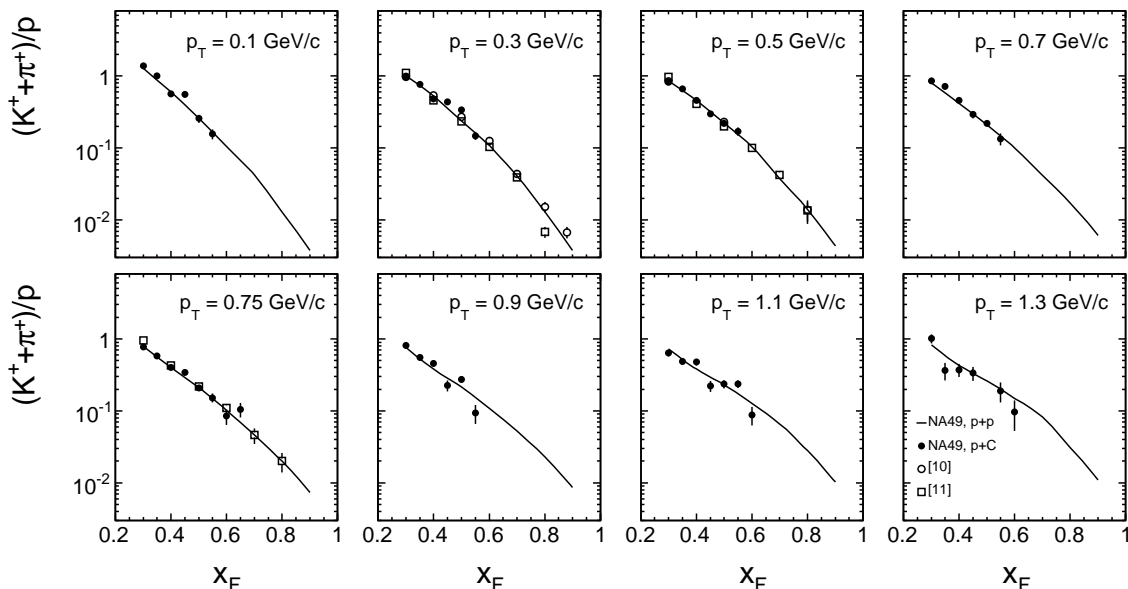 (K⁺+π⁺)/p
p_T = 0.1 GeV/c
p_T = 0.3 GeV/c
p_T = 0.5 GeV/c
p_T = 0.7 GeV/c
1
10⁻¹
10⁻²
(K⁺+π⁺)/p
p_T = 0.75 GeV/c
p_T = 0.9 GeV/c
p_T = 1.1 GeV/c
p_T = 1.3 GeV/c
1
10⁻¹
10⁻²
NA49, p+p
NA49, p+C
[10]
[11]
0.2 0.4 0.6 0.8 1
0.2 0.4 0.6 0.8 1
0.2 0.4 0.6 0.8 1
0.2 0.4 0.6 0.8 1
x_F
x_F
x_F
x_F